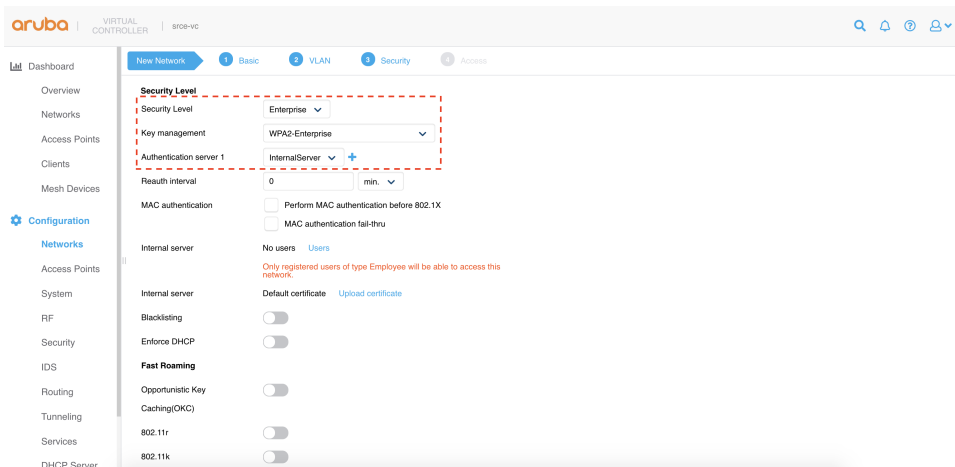 aruba VIRTUAL CONTROLLER srce-vc
Dashboard
Overview
Networks
Access Points
Clients
Mesh Devices
Configuration
Networks
Access Points
System
RF
Security
IDS
Routing
Tunneling
Services
DHCP Server
New Network 1 Basic 2 VLAN 3 Security 4 Access
Security Level
Security Level Enterprise
Key management WPA2-Enterprise
Authentication server 1 InternalServer +
Reauth interval 0 min.
MAC authentication Perform MAC authentication before 802.1X
MAC authentication fail-thru
Internal server No users Users
Only registered users of type Employee will be able to access this
network.
Internal server Default certificate Upload certificate
Blacklisting
Enforce DHCP
Fast Roaming
Opportunistic Key
Caching(OKC)
802.11r
802.11k